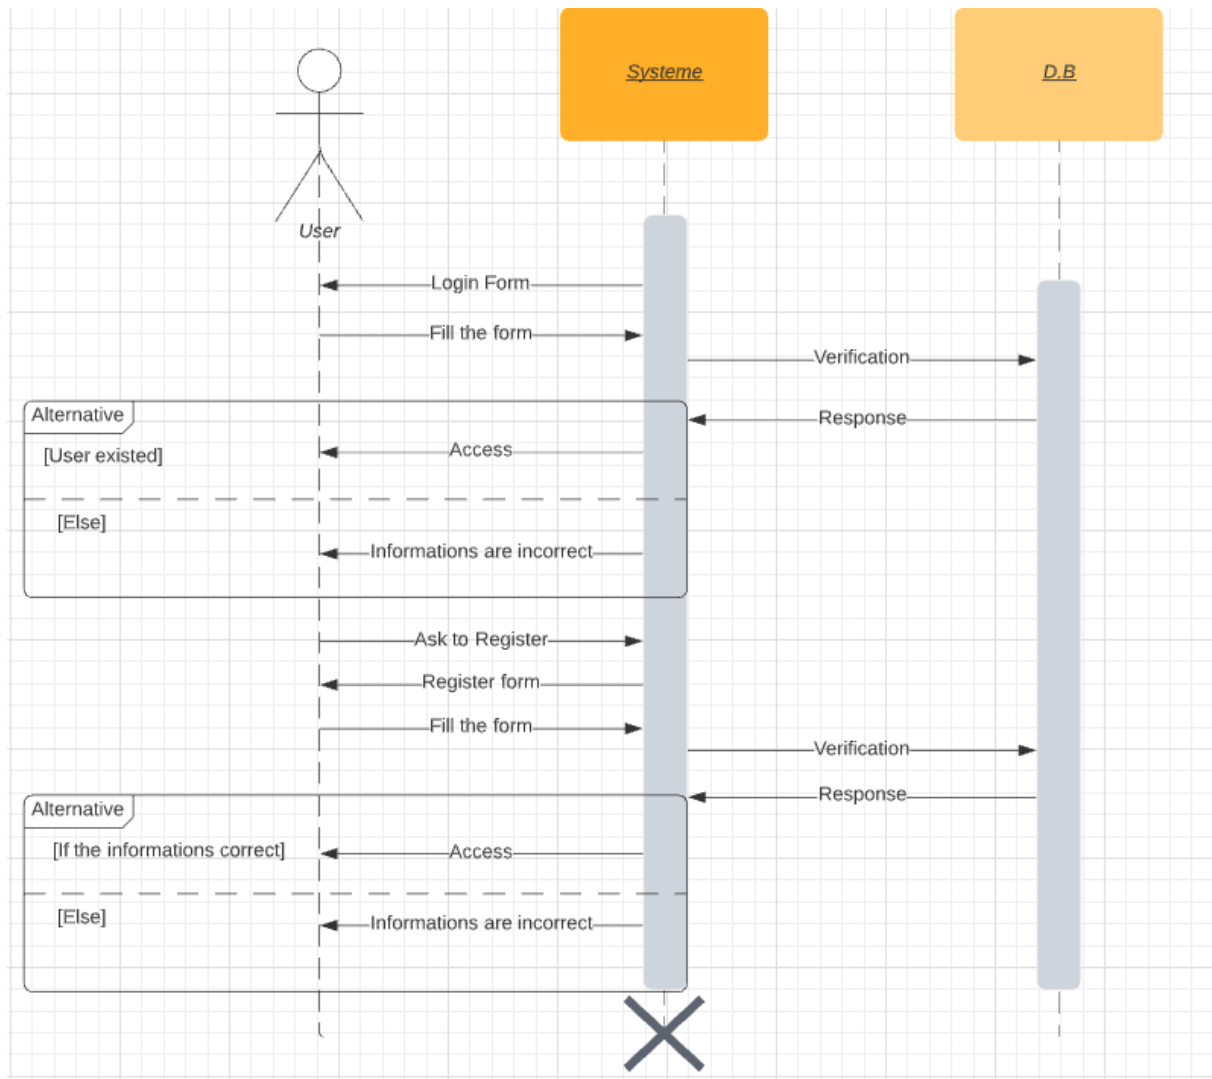 Systeme
D.B
User
Login Form
Fill the form
Verification
Alternative
Response
[User existed]
Access
[Else]
Informations are incorrect
Ask to Register
Register form
Fill the form
Verification
Response
Alternative
[If the informations correct]
Access
[Else]
Informations are incorrect